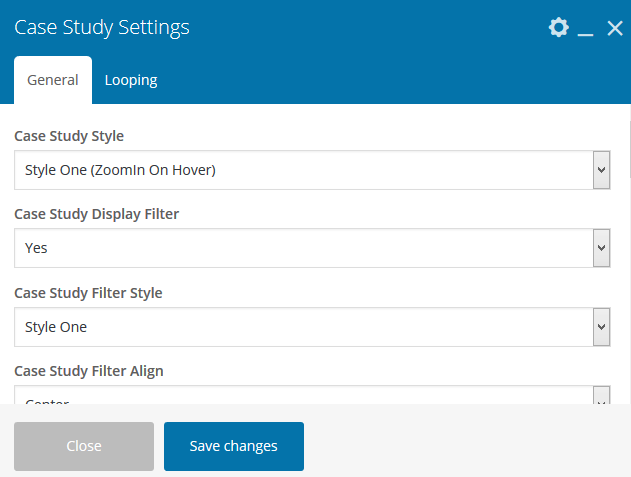 Case Study Settings
General Looping
Case Study Style
Style One (ZoomIn On Hover)
Case Study Display Filter
Yes
Case Study Filter Style
Style One
Case Study Filter Align
Center
Close Save changes